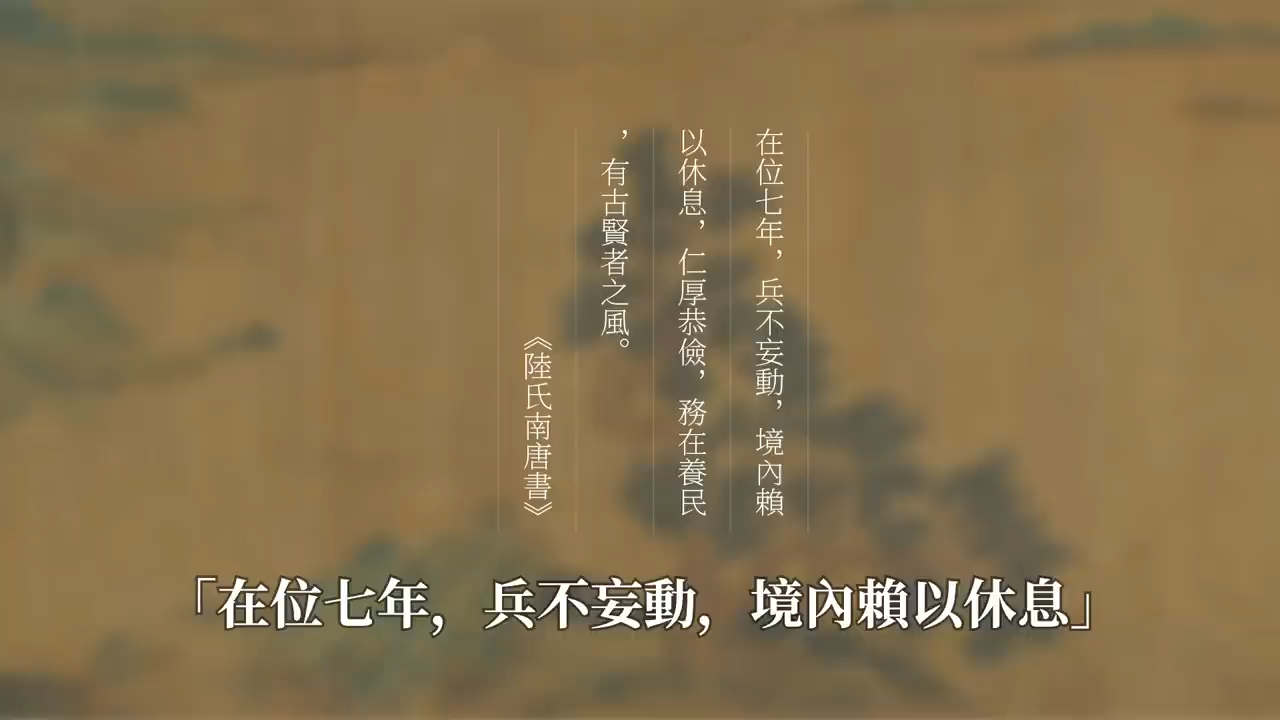 在位七年，兵不妄動，境內賴
以休息，仁厚恭儉，務在養民
，有古賢者之風。
《陸氏南唐書》
「在位七年，兵不妄動，境內賴以休息」